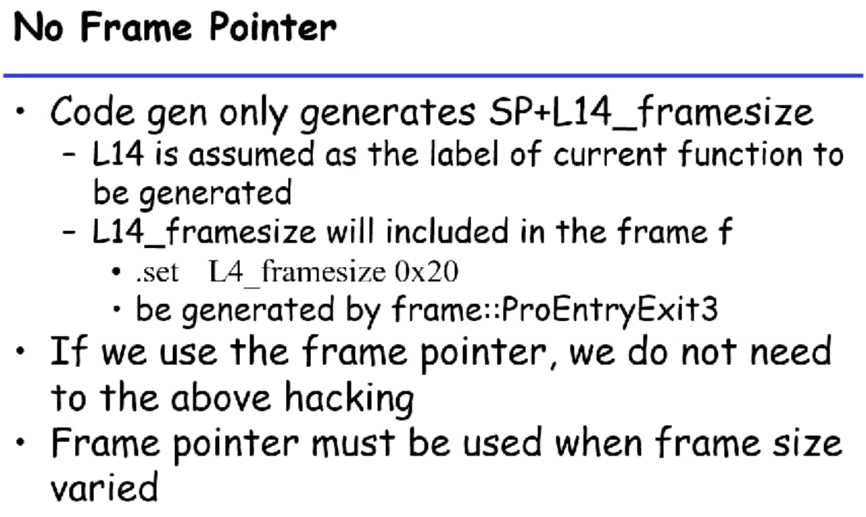 No Frame Pointer
• Code gen only generates SP+L14_framesize
– L14 is assumed as the label of current function to
be generated
– L14_framesize will included in the frame f
• .set L4_framesize 0x20
• be generated by frame::ProEntryExit3
• If we use the frame pointer, we do not need
to the above hacking
• Frame pointer must be used when frame size
varied